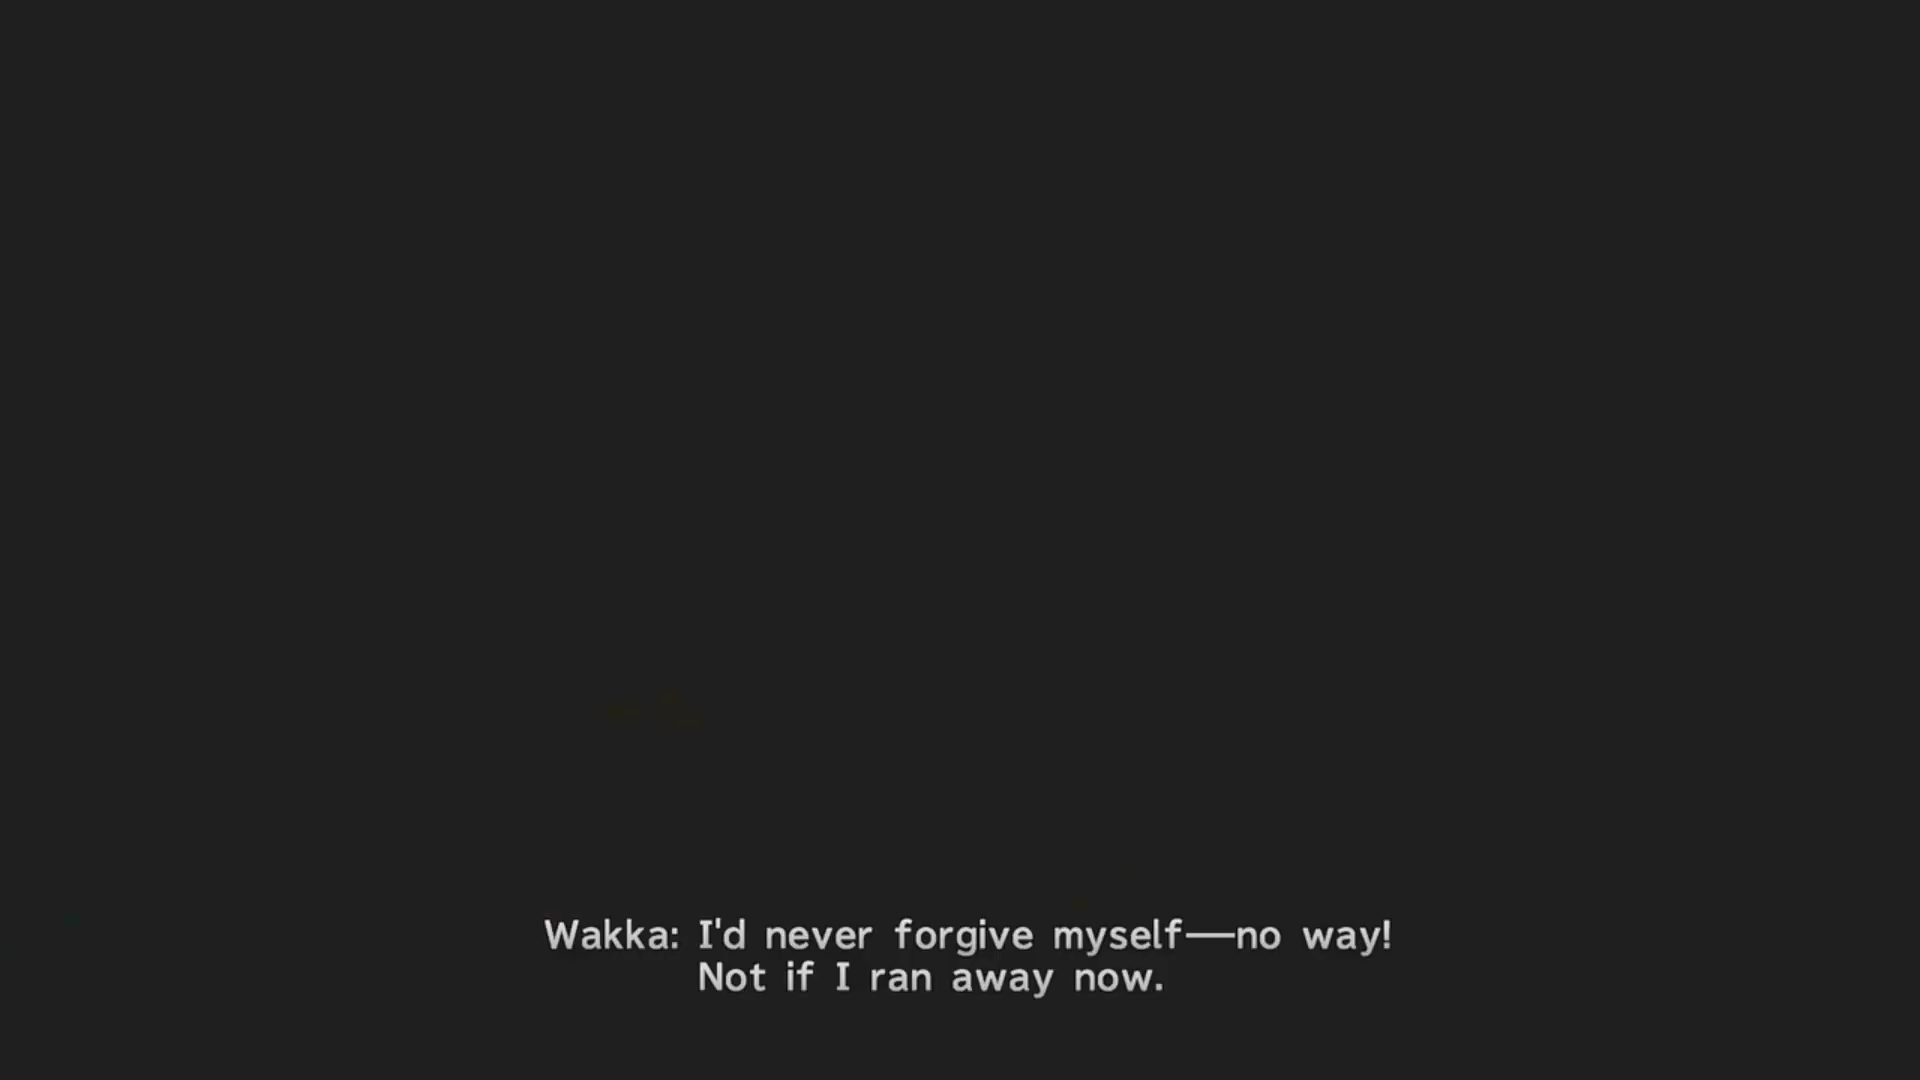 Wakka: I'd never forgive myself——no way!
Not if I ran away now.